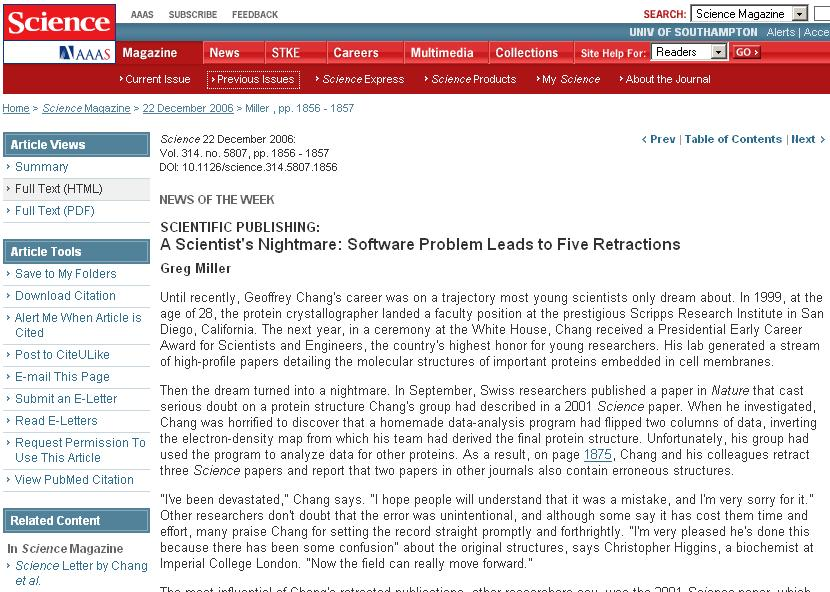 Science
AAAS
AAAS SUBSCRIBE FEEDBACK
SEARCH: Science Magazine
UNIV OF SOUTHAMPTON Alerts |
Magazine News STKE Careers Multimedia Collections Site Help For: Readers GO
Current Issue Previous Issues Science Express Science Products My Science About the Journal
Home > Science Magazine > 22 December 2006 > Miller , pp. 1856 - 1857
Article Views
Summary
Full Text (HTML)
Full Text (PDF)
Article Tools
Save to My Folders
Download Citation
Alert Me When Article is
Cited
Post to CiteULike
E-mail This Page
Submit an E-Letter
Read E-Letters
Request Permission To
Use This Article
View PubMed Citation
Related Content
In Science Magazine
Science Letter by Chang
et al.
Science 22 December 2006:
Vol. 314. no. 5807, pp. 1856 - 1857
DOI: 10.1126/science.314.5807.1856
< Prev | Table of Contents | Next >
NEWS OF THE WEEK
SCIENTIFIC PUBLISHING:
A Scientist's Nightmare: Software Problem Leads to Five Retractions
Greg Miller
Until recently, Geoffrey Chang's career was on a trajectory most young scientists only dream about. In 1999, at the
age of 28, the protein crystallographer landed a faculty position at the prestigious Scripps Research Institute in San
Diego, California. The next year, in a ceremony at the White House, Chang received a Presidential Early Career
Award for Scientists and Engineers, the country's highest honor for young researchers. His lab generated a stream
of high-profile papers detailing the molecular structures of important proteins embedded in cell membranes.
Then the dream turned into a nightmare. In September, Swiss researchers published a paper in Nature that cast
serious doubt on a protein structure Chang's group had described in a 2001 Science paper. When he investigated,
Chang was horrified to discover that a homemade data-analysis program had flipped two columns of data, inverting
the electron-density map from which his team had derived the final protein structure. Unfortunately, his group had
used the program to analyze data for other proteins. As a result, on page 1875, Chang and his colleagues retract
three Science papers and report that two papers in other journals also contain erroneous structures.
"I've been devastated," Chang says. "I hope people will understand that it was a mistake, and I'm very sorry for it."
Other researchers don't doubt that the error was unintentional, and although some say it has cost them time and
effort, many praise Chang for setting the record straight promptly and forthrightly. "I'm very pleased he's done this
because there has been some confusion" about the original structures, says Christopher Higgins, a biochemist at
Imperial College London. "Now the field can really move forward."
The most influential of Chang's retracted publications, other researchers say, was the 2001 Science paper, which